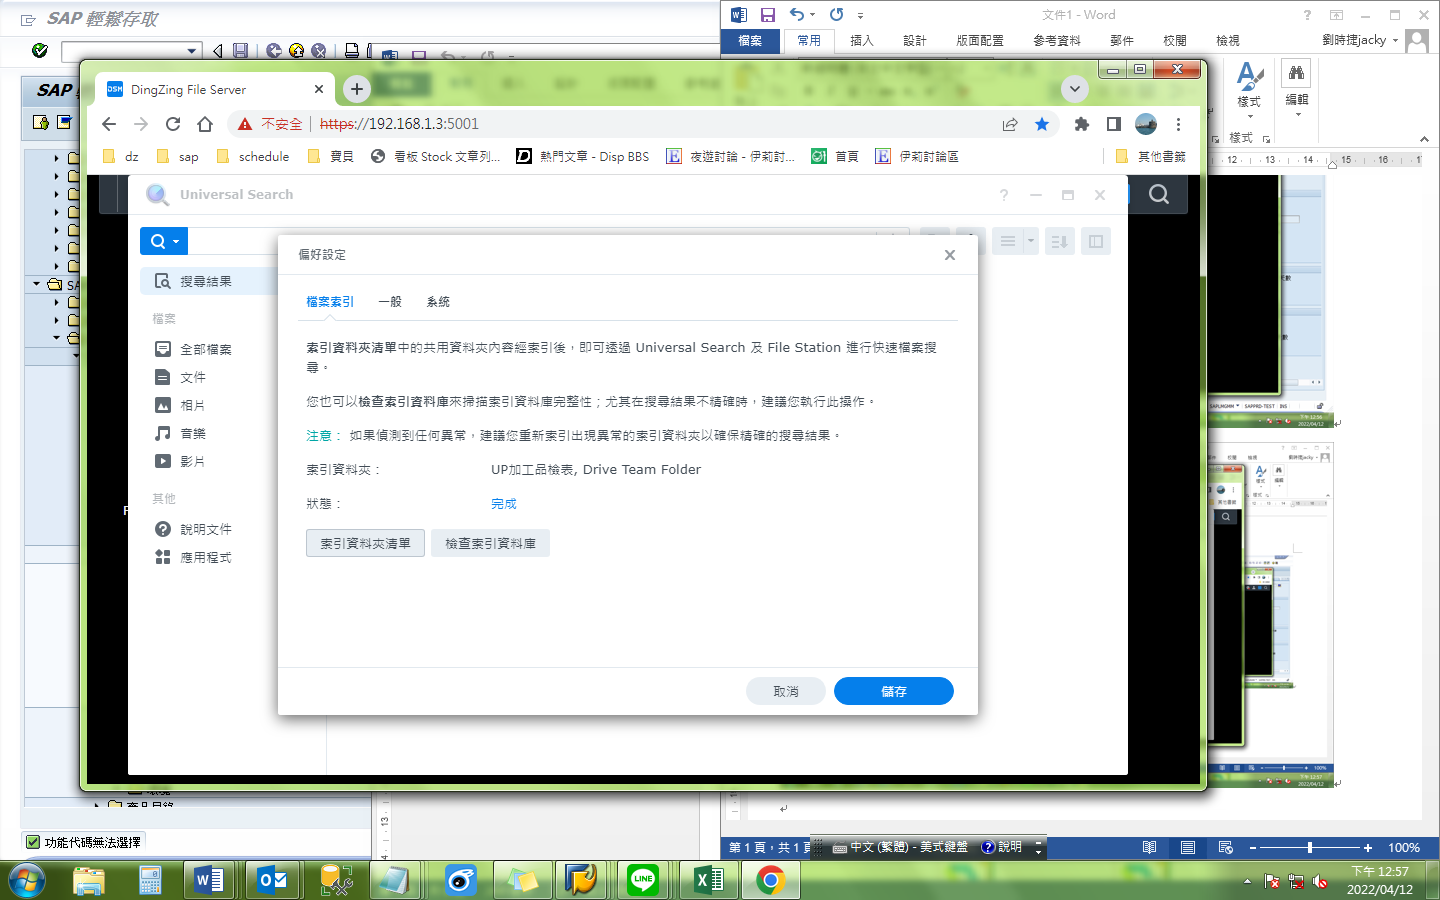 SAP 輕鬆存取
文件1 - Word
檔案
常用
插入
設計
版面配置
參考資料
郵件
校閱
檢視
劉時捷jacky
樣式
編輯
樣式
SAP
DingZing File Server
不安全
https://192.168.1.3:5001
dz
sap
schedule
寶貝
看板 Stock 文章列...
熱門文章 - Disp BBS
夜遊討論 - 伊莉討...
首頁
伊莉討論區
其他書籤
12 · 13 · 14 · 15 · 16 · 17
Universal Search
搜尋結果
檔案
全部檔案
文件
相片
音樂
影片
其他
說明文件
應用程式
偏好設定
檔案索引
一般
系統
索引資料夾清單中的共用資料夾內容經索引後，即可透過 Universal Search 及 File Station 進行快速檔案搜
尋。
您也可以檢查索引資料庫來掃描索引資料庫完整性；尤其在搜尋結果不精確時，建議您執行此操作。
注意： 如果偵測到任何異常，建議您重新索引出現異常的索引資料夾以確保精確的搜尋結果。
索引資料夾：
UP加工品檢表, Drive Team Folder
狀態：
完成
索引資料夾清單
檢查索引資料庫
取消
儲存
功能代碼無法選擇
第 1 頁，共 1 頁
中文 (繁體) - 美式鍵盤
說明
100%
下午 12:57
2022/04/12